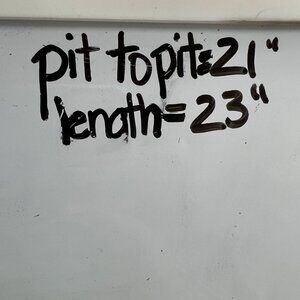 pit to pit=21"
length=23"